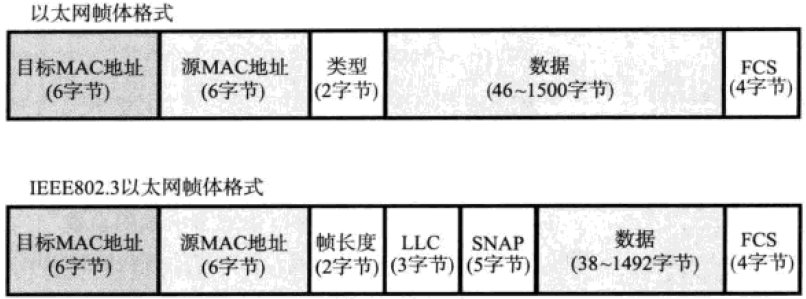 以太网帧体格式
目标MAC地址 源MAC地址 类型 数据 FCS
(6字节) (6字节) (2字节) (46~1500字节) (4字节)
IEEE802.3以太网帧体格式
目标MAC地址 源MAC地址 帧长度 LLC SNAP 数据 FCS
(6字节) (6字节) (2字节) (3字节) (5字节) (38~1492字节) (4字节)